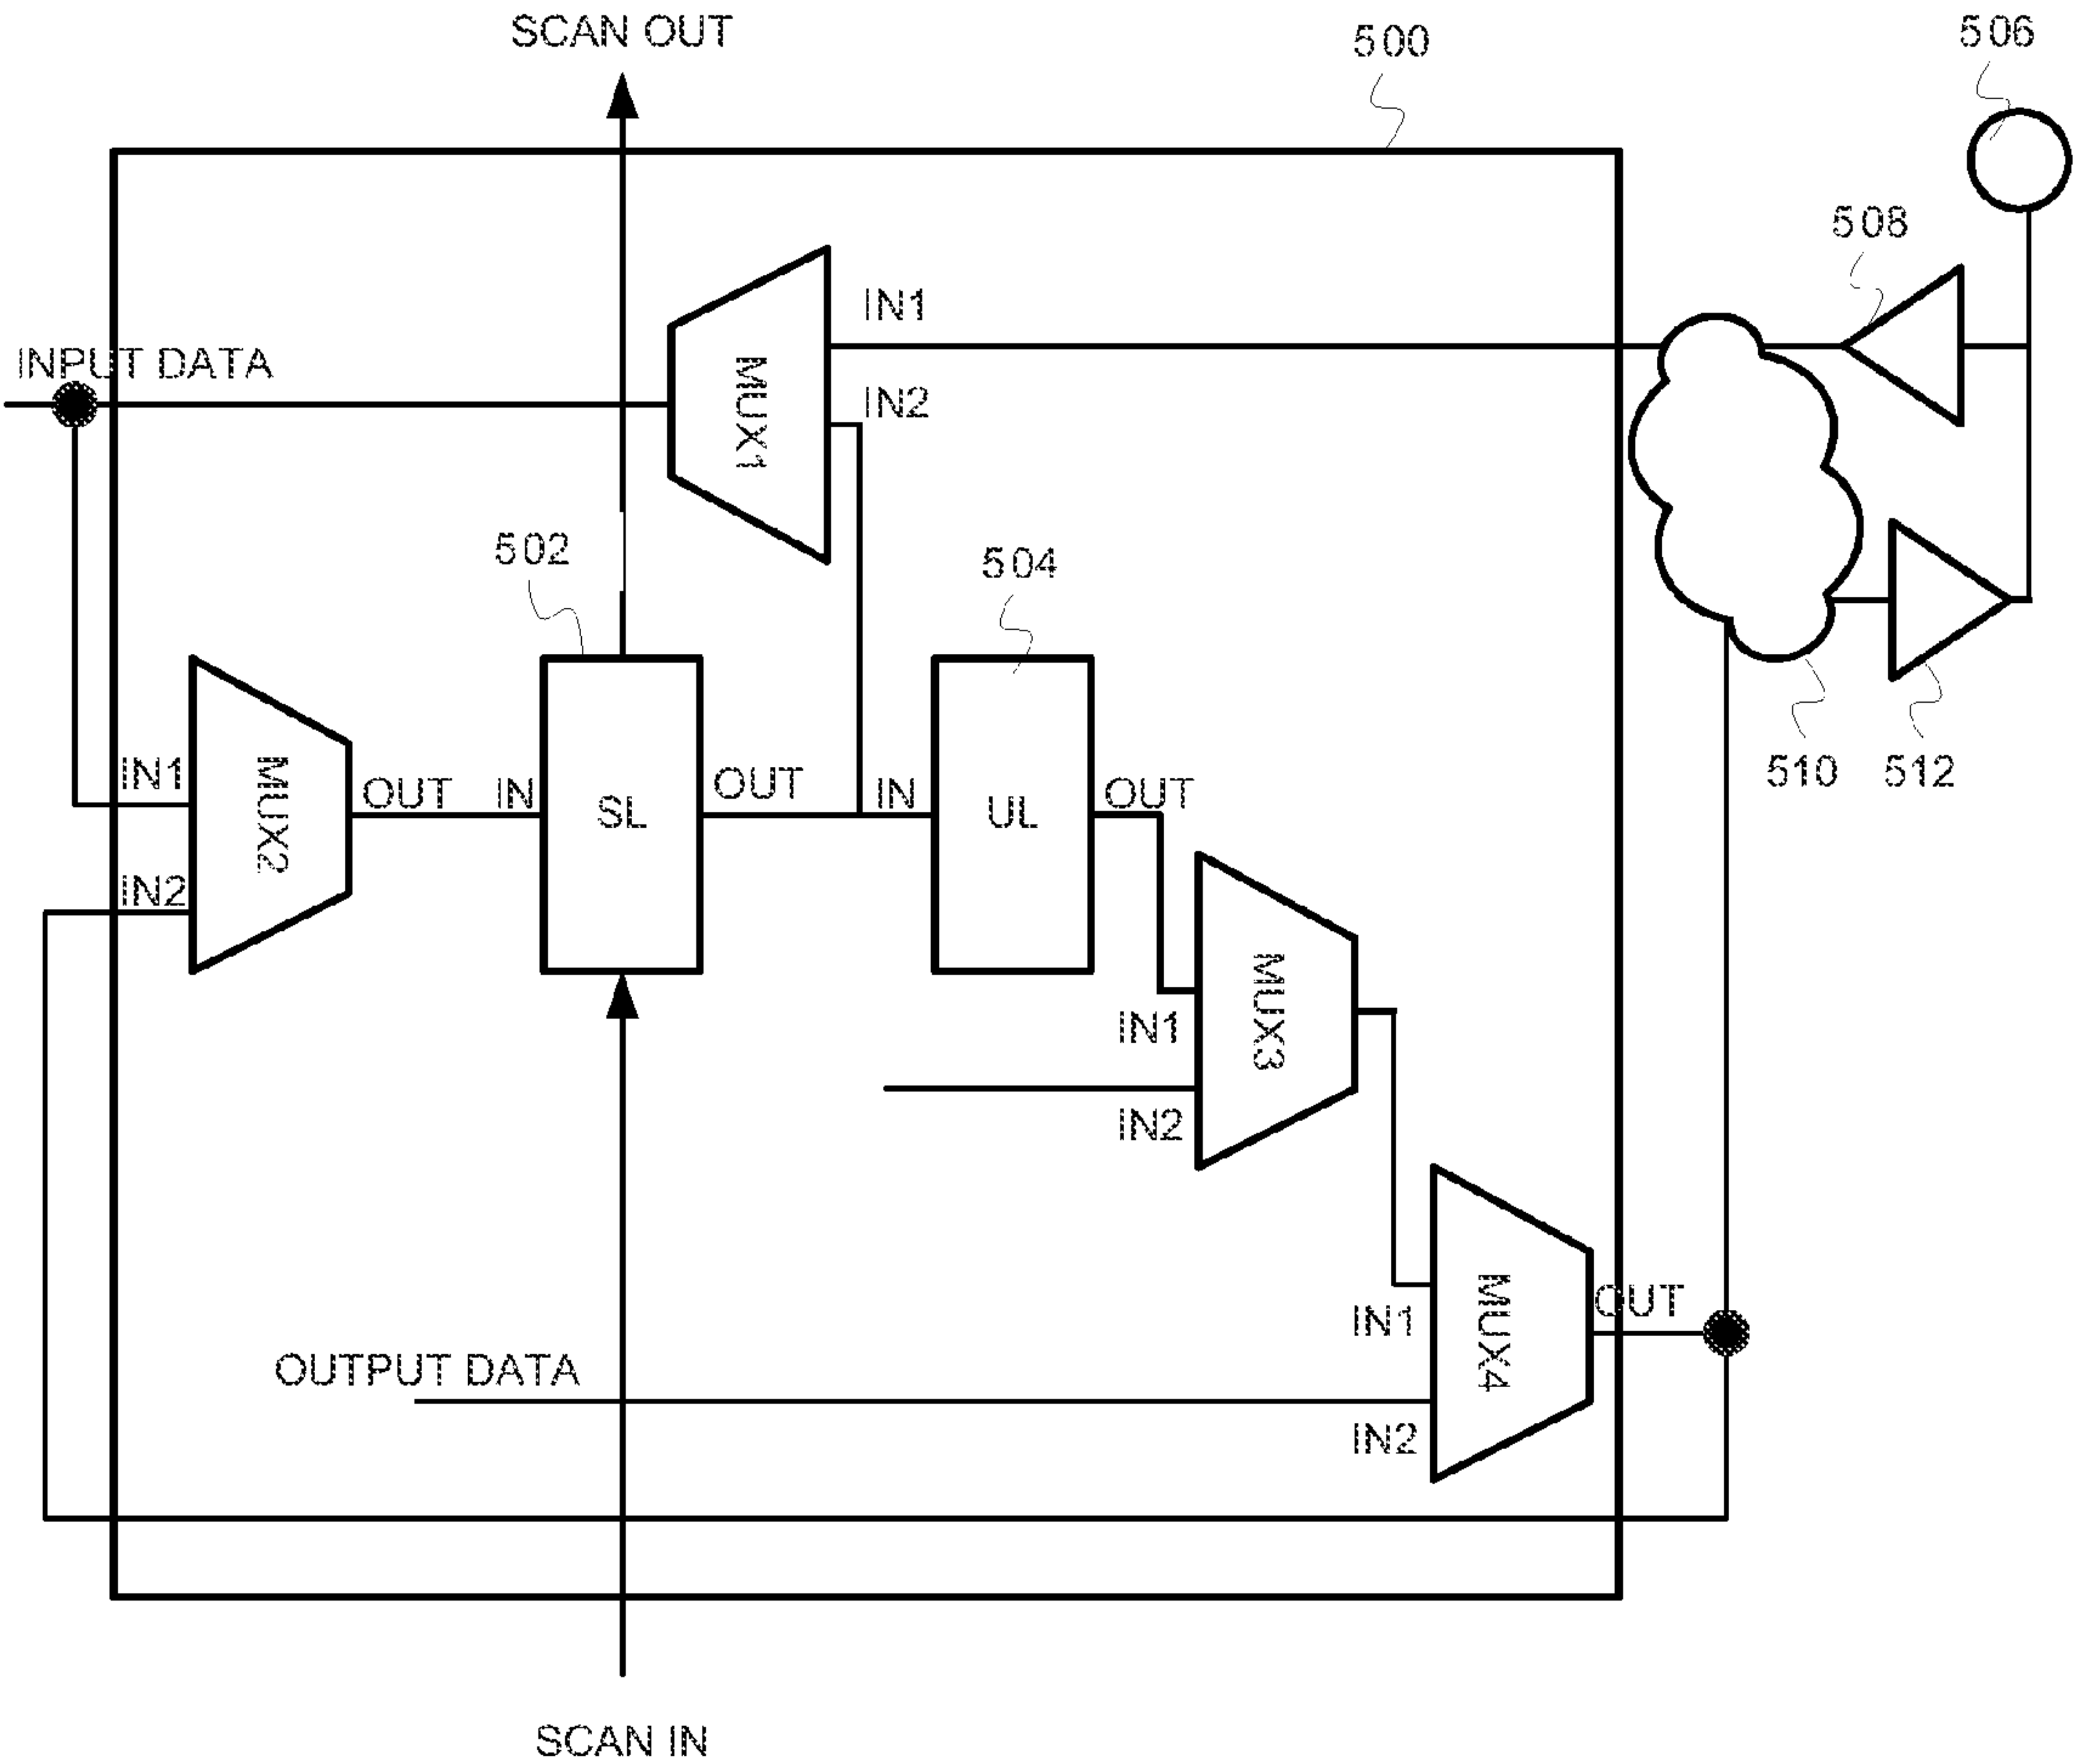 SCAN OUT
500
506
508
IN1
INPUT DATA
IN2
MUX1
502
504
510
512
IN1
MUX2
OUT
IN
SL
OUT
IN
UL
OUT
IN2
MUX3
IN1
IN2
OUT
MUX4
IN1
OUTPUT DATA
IN2
SCAN IN